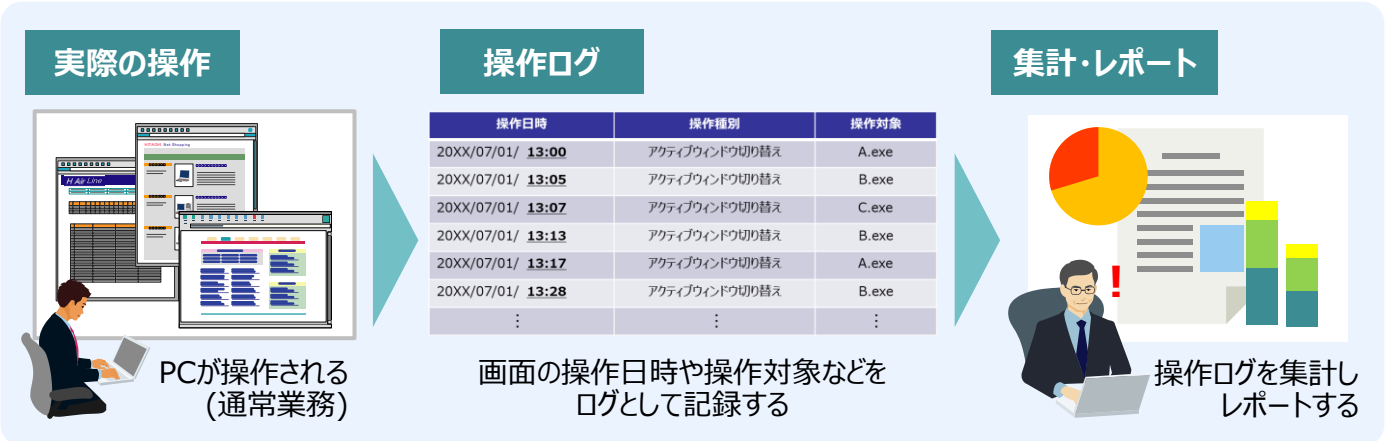 実際の操作
HITACHI Net Shopping
H Air Line
PCが操作される
(通常業務)
操作ログ
操作日時 操作種別 操作対象
20XX/07/01/ 13:00 アクティブウィンドウ切り替え A.exe
20XX/07/01/ 13:05 アクティブウィンドウ切り替え B.exe
20XX/07/01/ 13:07 アクティブウィンドウ切り替え C.exe
20XX/07/01/ 13:13 アクティブウィンドウ切り替え B.exe
20XX/07/01/ 13:17 アクティブウィンドウ切り替え A.exe
20XX/07/01/ 13:28 アクティブウィンドウ切り替え B.exe
⋮ ⋮ ⋮
画面の操作日時や操作対象などを
ログとして記録する
集計・レポート
!
操作ログを集計し
レポートする